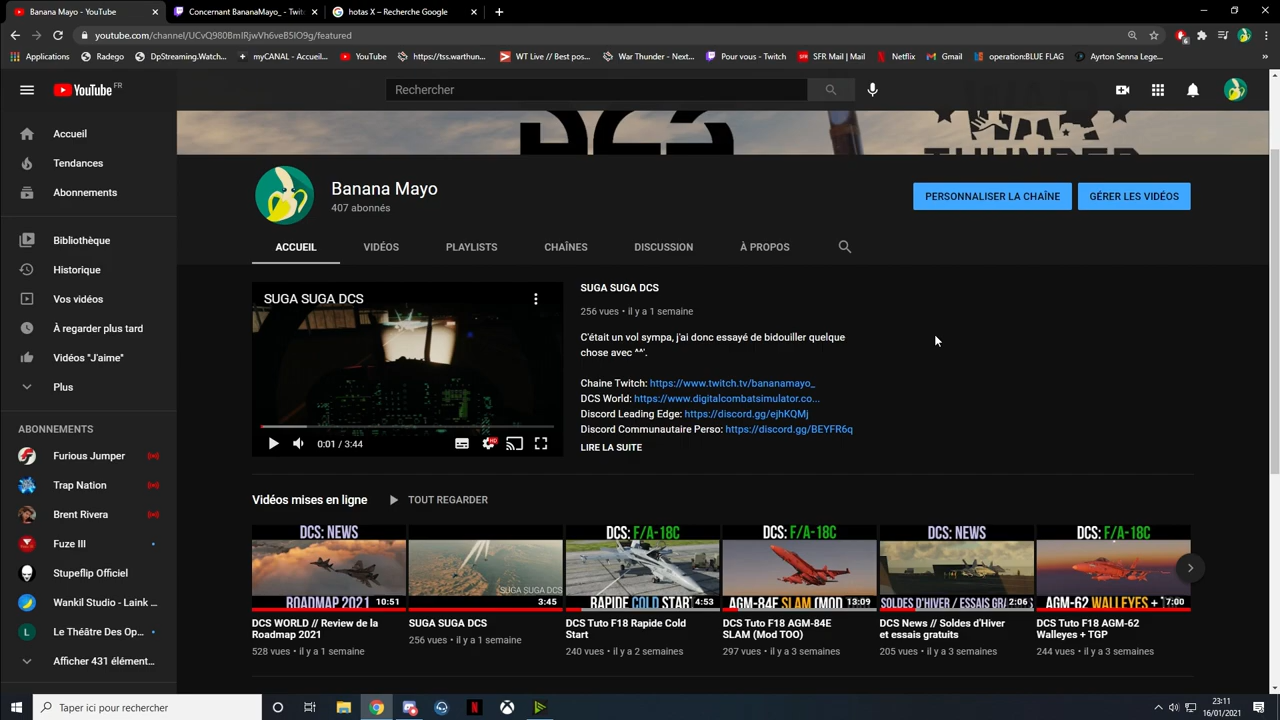 Banana Mayo - YouTube
Concernant BananaMayo_ - Twitc
hotas X – Recherche Google
youtube.com/channel/UCvQ980BmIRjwVh6veB5IO9g/featured
Applications
Radego
DpStreaming.Watch...
myCANAL - Accueil...
YouTube
https://tss.warthun...
WT Live // Best pos...
War Thunder - Next...
Pour vous - Twitch
SFR Mail | Mail
Netflix
Gmail
operation:BLUE FLAG
Ayrton Senna Lege...
YouTube FR
Rechercher
DCS
WAR
THUNDER
Accueil
Tendances
Abonnements
Bibliothèque
Historique
Vos vidéos
À regarder plus tard
Vidéos "J'aime"
Plus
ABONNEMENTS
Furious Jumper
Trap Nation
Brent Rivera
Fuze III
Stupeflip Officiel
Wankil Studio - Laink ...
Le Théâtre Des Op...
Afficher 431 élément...
Banana Mayo
407 abonnés
PERSONNALISER LA CHAÎNE
GÉRER LES VIDÉOS
ACCUEIL
VIDÉOS
PLAYLISTS
CHAÎNES
DISCUSSION
À PROPOS
SUGA SUGA DCS
HD
0:01 / 3:44
SUGA SUGA DCS
256 vues • il y a 1 semaine
C'était un vol sympa, j'ai donc essayé de bidouiller quelque
chose avec ^^'.
Chaine Twitch: https://www.twitch.tv/bananamayo_
DCS World: https://www.digitalcombatsimulator.co...
Discord Leading Edge: https://discord.gg/ejhKQMj
Discord Communautaire Perso: https://discord.gg/BEYFR6q
LIRE LA SUITE
Vidéos mises en ligne
TOUT REGARDER
DCS: NEWS
ROADMAP 2021
10:51
DCS WORLD // Review de la
Roadmap 2021
528 vues • il y a 1 semaine
SUGA SUGA DCS
3:45
SUGA SUGA DCS
256 vues • il y a 1 semaine
DCS: F/A-18C
RAPIDE COLD START
4:53
DCS Tuto F18 Rapide Cold
Start
240 vues • il y a 2 semaines
DCS: F/A-18C
AGM-84E SLAM (MOD
13:09
DCS Tuto F18 AGM-84E
SLAM (Mod TOO)
297 vues • il y a 3 semaines
DCS: NEWS
SOLDES D'HIVER / ESSAIS GRA
2:06
DCS News // Soldes d'Hiver
et essais gratuits
205 vues • il y a 3 semaines
DCS: F/A-18C
AGM-62 WALLEYES + T
7:00
DCS Tuto F18 AGM-62
Walleyes + TGP
244 vues • il y a 3 semaines
Taper ici pour rechercher
23:11
16/01/2021